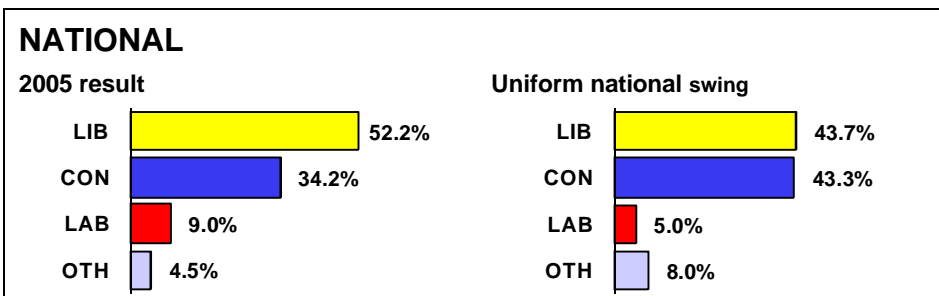 NATIONAL
2005 result
LIB 52.2%
CON 34.2%
LAB 9.0%
OTH 4.5%
Uniform national swing
LIB 43.7%
CON 43.3%
LAB 5.0%
OTH 8.0%